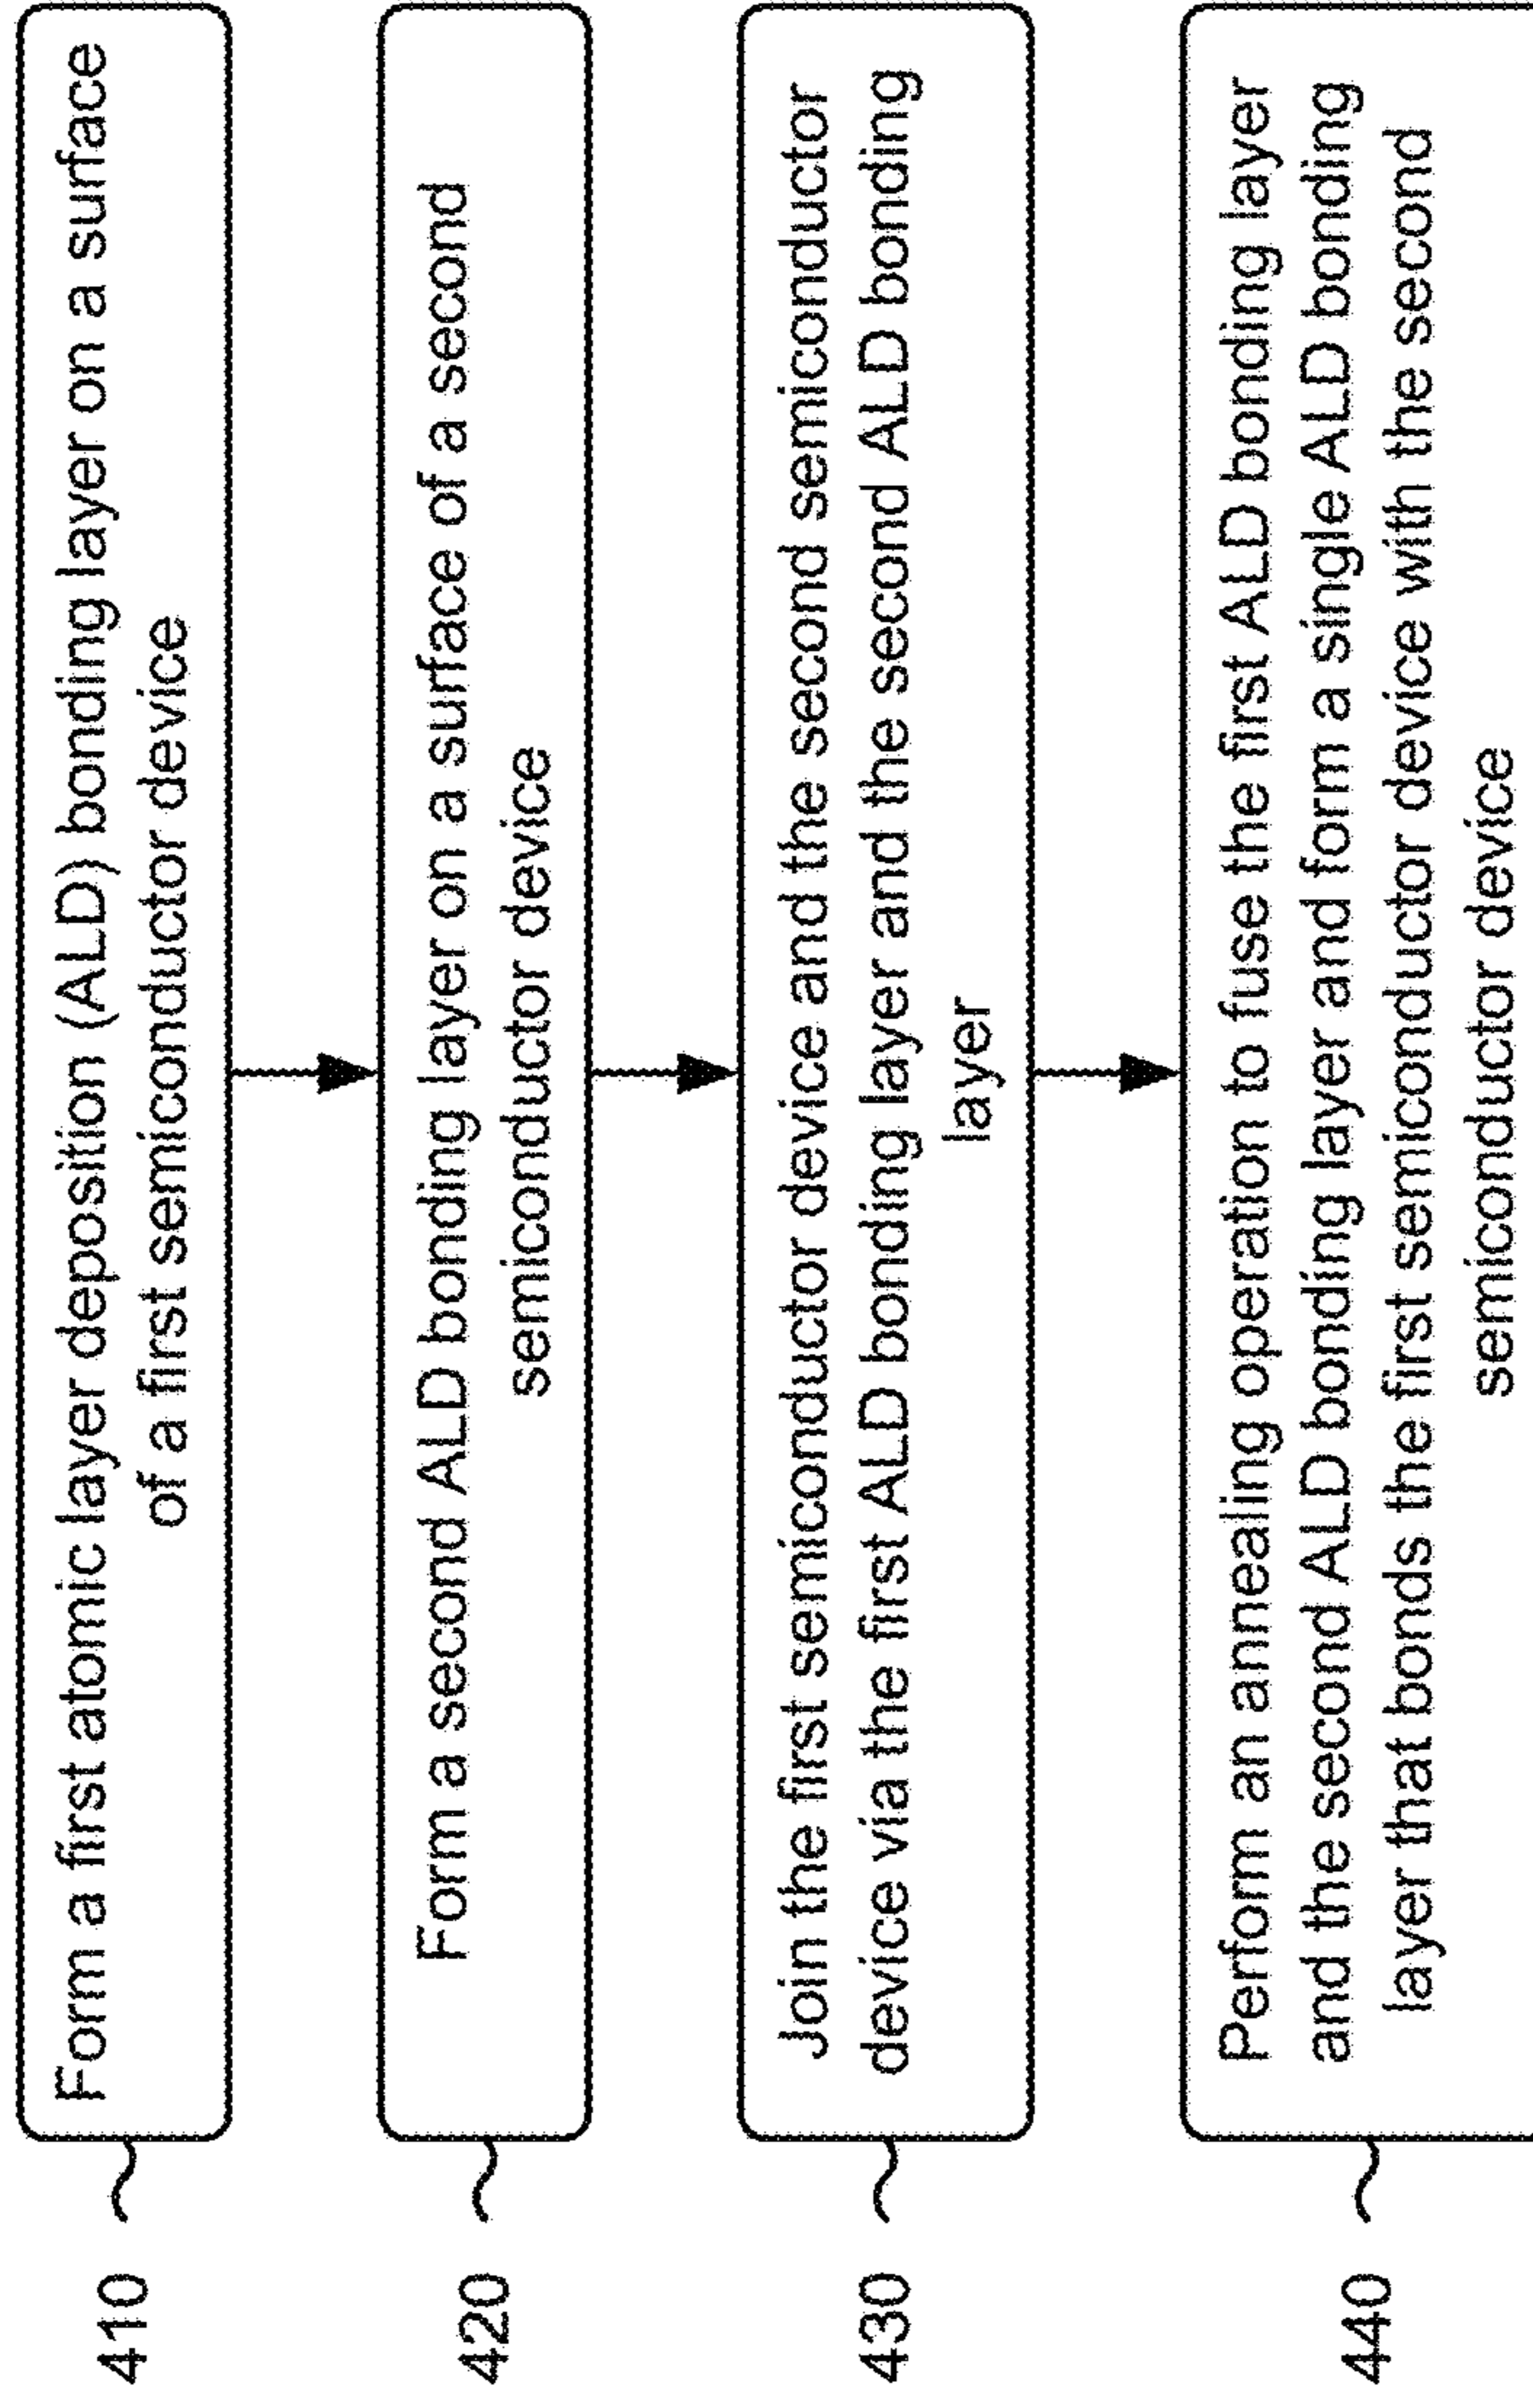 410
Form a first atomic layer deposition (ALD) bonding layer on a surface
of a first semiconductor device
420
Form a second ALD bonding layer on a surface of a second
semiconductor device
430
Join the first semiconductor device and the second semiconductor
device via the first ALD bonding layer and the second ALD bonding
layer
440
Perform an annealing operation to fuse the first ALD bonding layer
and the second ALD bonding layer and form a single ALD bonding
layer that bonds the first semiconductor device with the second
semiconductor device